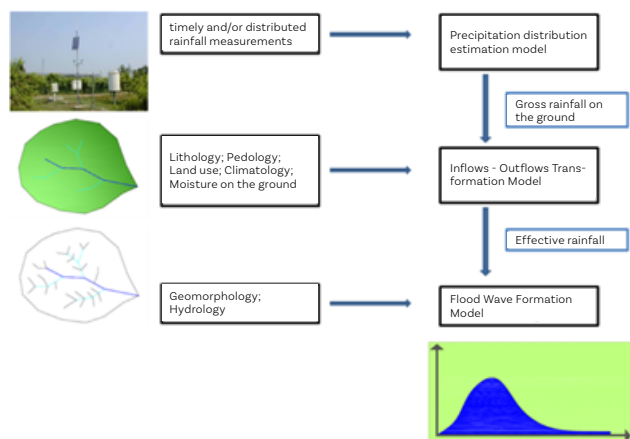 timely and/or distributed
rainfall measurements
Precipitation distribution
estimation model
Gross rainfall on
the ground
Lithology; Pedology;
Land use; Climatology;
Moisture on the ground
Inflows - Outflows Trans-
formation Model
Effective rainfall
Geomorphology;
Hydrology
Flood Wave Formation
Model